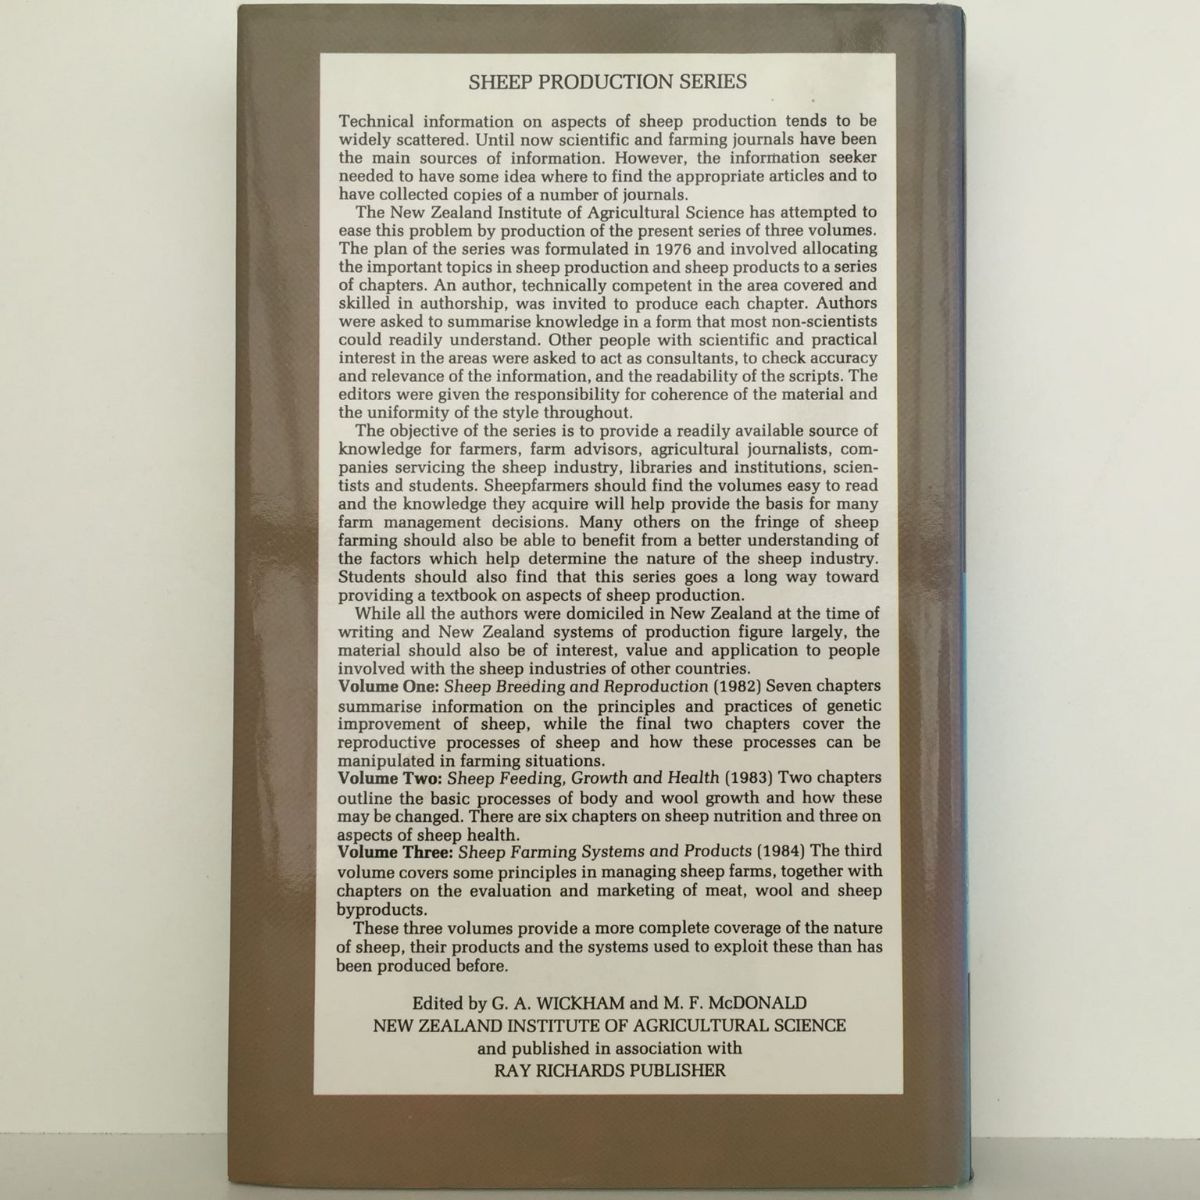 SHEEP PRODUCTION SERIES
Technical information on aspects of sheep production tends to be
widely scattered. Until now scientific and farming journals have been
the main sources of information. However, the information seeker
needed to have some idea where to find the appropriate articles and to
have collected copies of a number of journals.
The New Zealand Institute of Agricultural Science has attempted to
ease this problem by production of the present series of three volumes.
The plan of the series was formulated in 1976 and involved allocating
the important topics in sheep production and sheep products to a series
of chapters. An author, technically competent in the area covered and
skilled in authorship, was invited to produce each chapter. Authors
were asked to summarise knowledge in a form that most non-scientists
could readily understand. Other people with scientific and practical
interest in the areas were asked to act as consultants, to check accuracy
and relevance of the information, and the readability of the scripts. The
editors were given the responsibility for coherence of the material and
the uniformity of the style throughout.
The objective of the series is to provide a readily available source of
knowledge for farmers, farm advisors, agricultural journalists, com-
panies servicing the sheep industry, libraries and institutions, scien-
tists and students. Sheepfarmers should find the volumes easy to read
and the knowledge they acquire will help provide the basis for many
farm management decisions. Many others on the fringe of sheep
farming should also be able to benefit from a better understanding of
the factors which help determine the nature of the sheep industry.
Students should also find that this series goes a long way toward
providing a textbook on aspects of sheep production.
While all the authors were domiciled in New Zealand at the time of
writing and New Zealand systems of production figure largely, the
material should also be of interest, value and application to people
involved with the sheep industries of other countries.
Volume One: Sheep Breeding and Reproduction (1982) Seven chapters
summarise information on the principles and practices of genetic
improvement of sheep, while the final two chapters cover the
reproductive processes of sheep and how these processes can be
manipulated in farming situations.
Volume Two: Sheep Feeding, Growth and Health (1983) Two chapters
outline the basic processes of body and wool growth and how these
may be changed. There are six chapters on sheep nutrition and three on
aspects of sheep health.
Volume Three: Sheep Farming Systems and Products (1984) The third
volume covers some principles in managing sheep farms, together with
chapters on the evaluation and marketing of meat, wool and sheep
byproducts.
These three volumes provide a more complete coverage of the nature
of sheep, their products and the systems used to exploit these than has
been produced before.
Edited by G. A. WICKHAM and M. F. McDONALD
NEW ZEALAND INSTITUTE OF AGRICULTURAL SCIENCE
and published in association with
RAY RICHARDS PUBLISHER